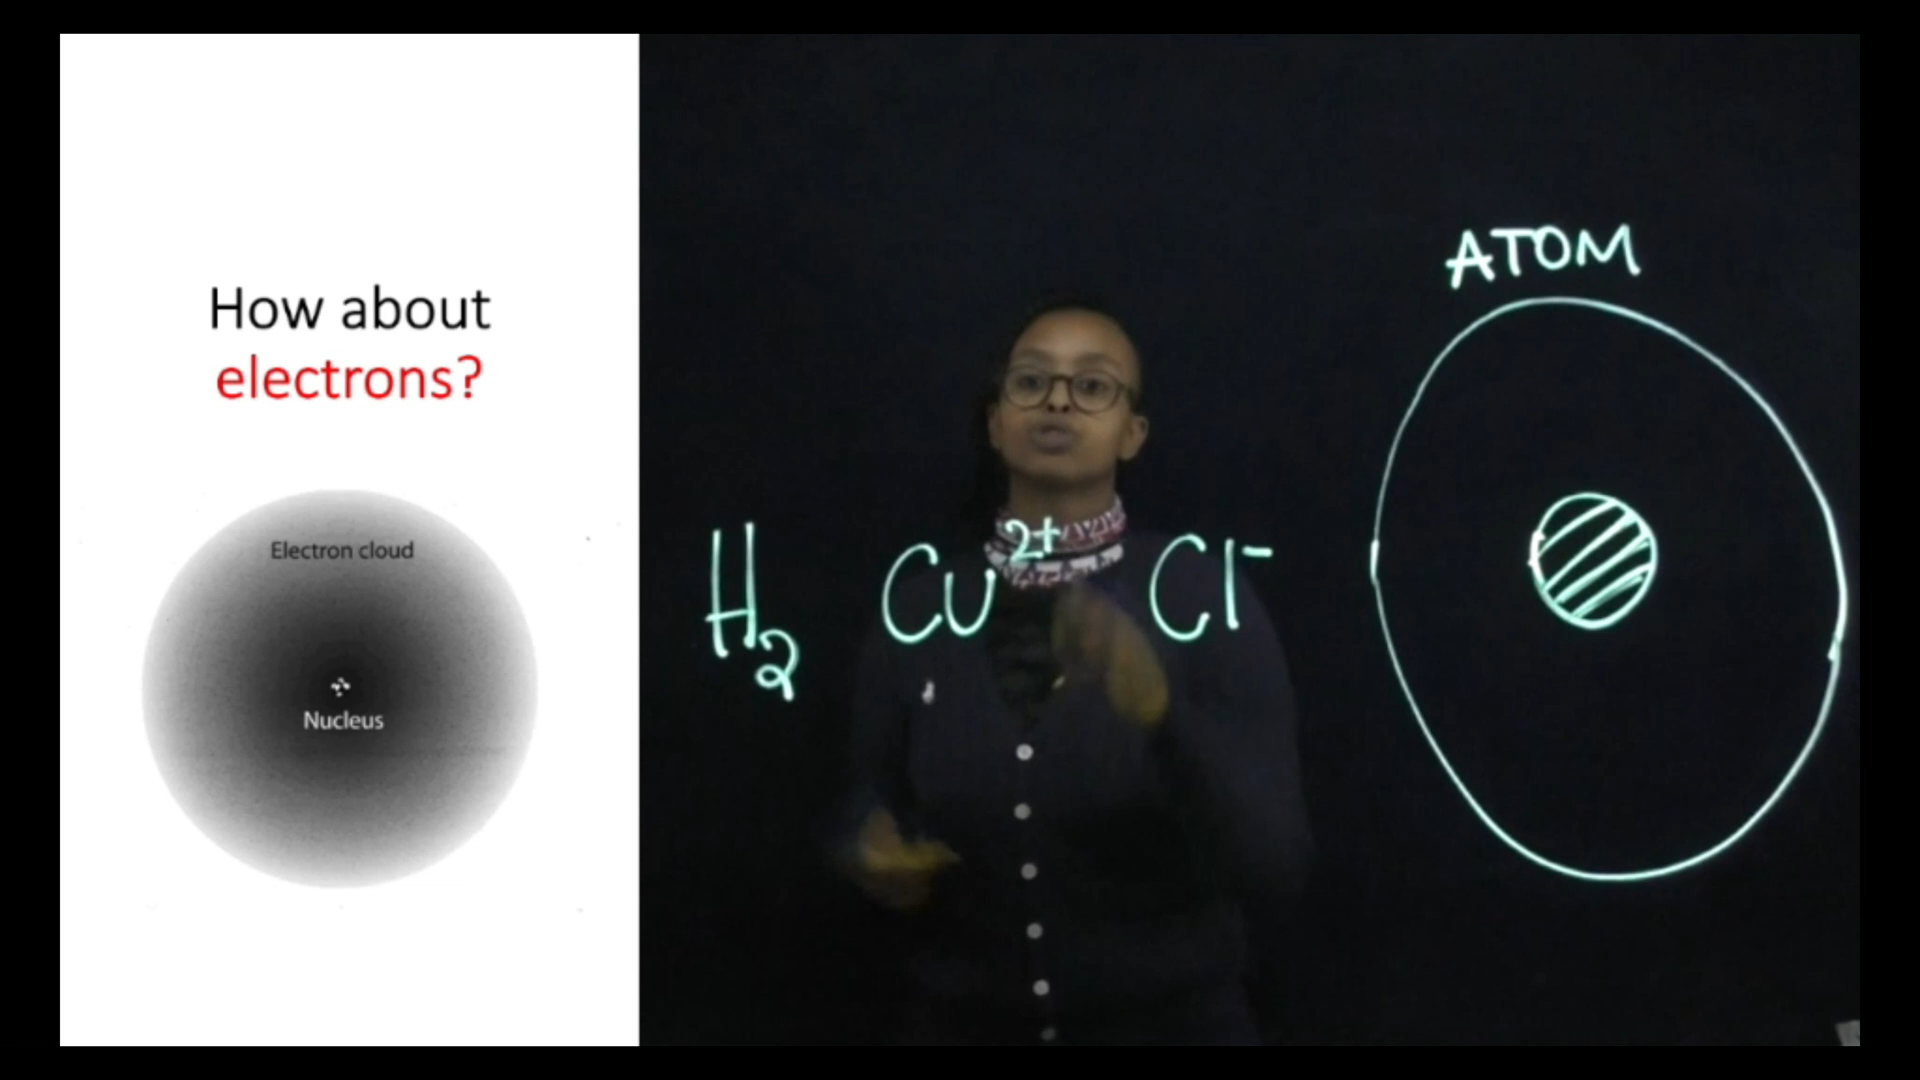 How about
electrons?
Electron cloud
Nucleus
H₂ Cu²⁺ Cl⁻
ATOM